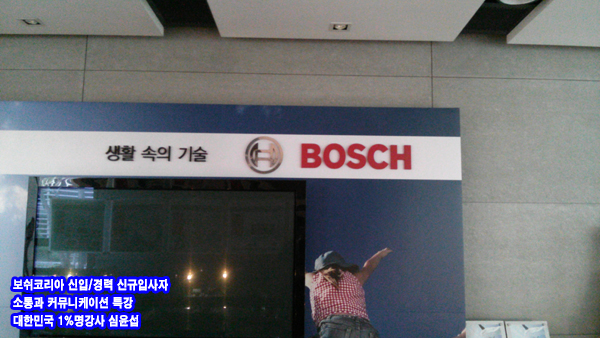 생활 속의 기술 BOSCH
보쉬코리아 신입/경력 신규입사자
소통과 커뮤니케이션 특강
대한민국 1%명강사 심윤섭